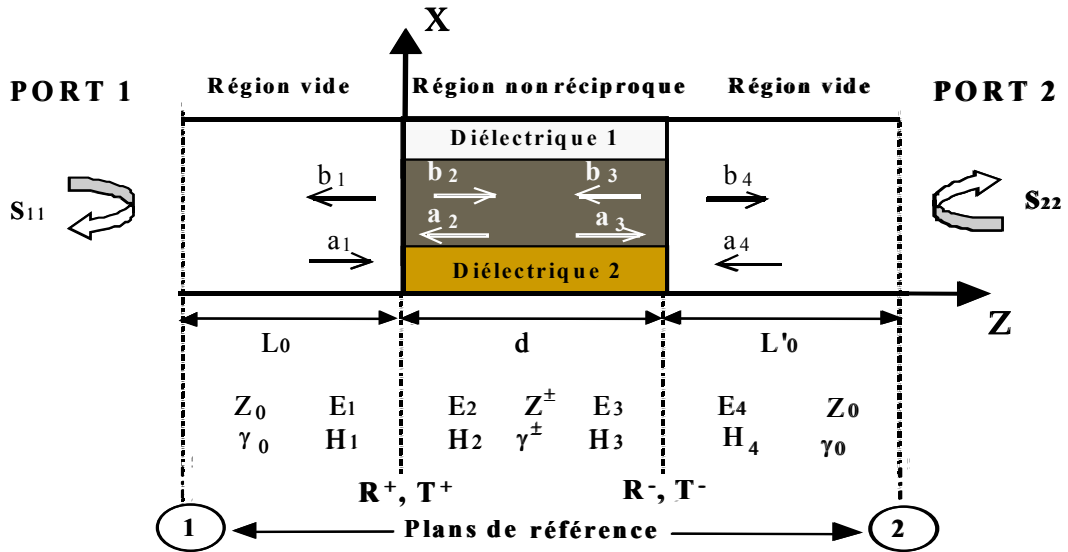 X
Région vide
Région non réciproque
Région vide
PORT 1
PORT 2
Diélectrique 1
b1
b2
b3
b4
S11
S22
a1
a2
a3
a4
Diélectrique 2
Z
L0
d
L'0
Z0 E1 E2 Z± E3 E4 Z0
γ0 H1 H2 γ± H3 H4 γ0
R+, T+
R-, T-
1
Plans de référence
2